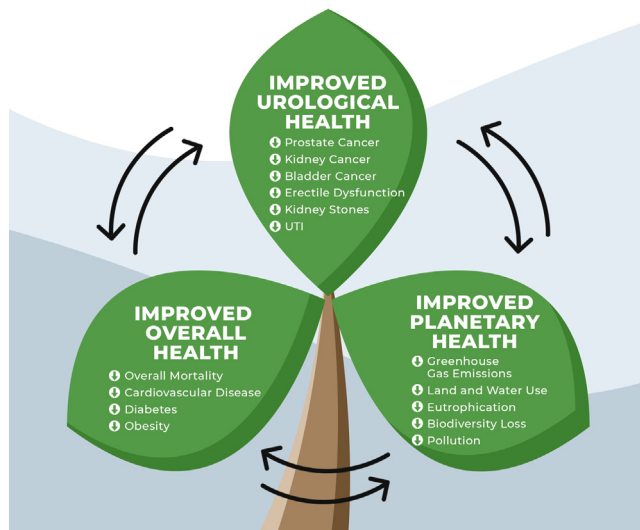 IMPROVED
UROLOGICAL
HEALTH
Prostate Cancer
Kidney Cancer
Bladder Cancer
Erectile Dysfunction
Kidney Stones
UTI
IMPROVED
OVERALL
HEALTH
Overall Mortality
Cardiovascular Disease
Diabetes
Obesity
IMPROVED
PLANETARY
HEALTH
Greenhouse
Gas Emissions
Land and Water Use
Eutrophication
Biodiversity Loss
Pollution